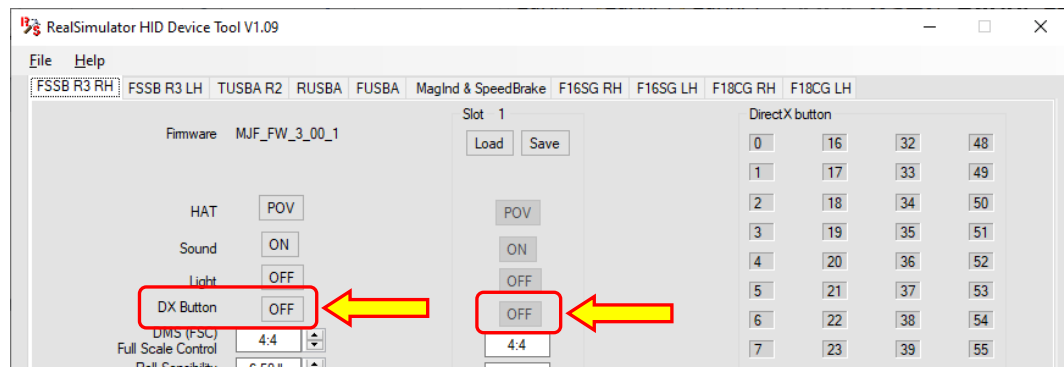 RealSimulator HID Device Tool V1.09
File Help
FSSB R3 RH FSSB R3 LH TUSBA R2 RUSBA FUSBA MagInd & SpeedBrake F16SG RH F16SG LH F18CG RH F18CG LH
Firmware MJF_FW_3_00_1
HAT POV
Sound ON
Light OFF
DX Button OFF
DMS (FSC)
Full Scale Control 4:4
Roll Sensibility
Slot 1
Load Save
POV
ON
OFF
OFF
4:4
DirectX button
0 16 32 48
1 17 33 49
2 18 34 50
3 19 35 51
4 20 36 52
5 21 37 53
6 22 38 54
7 23 39 55